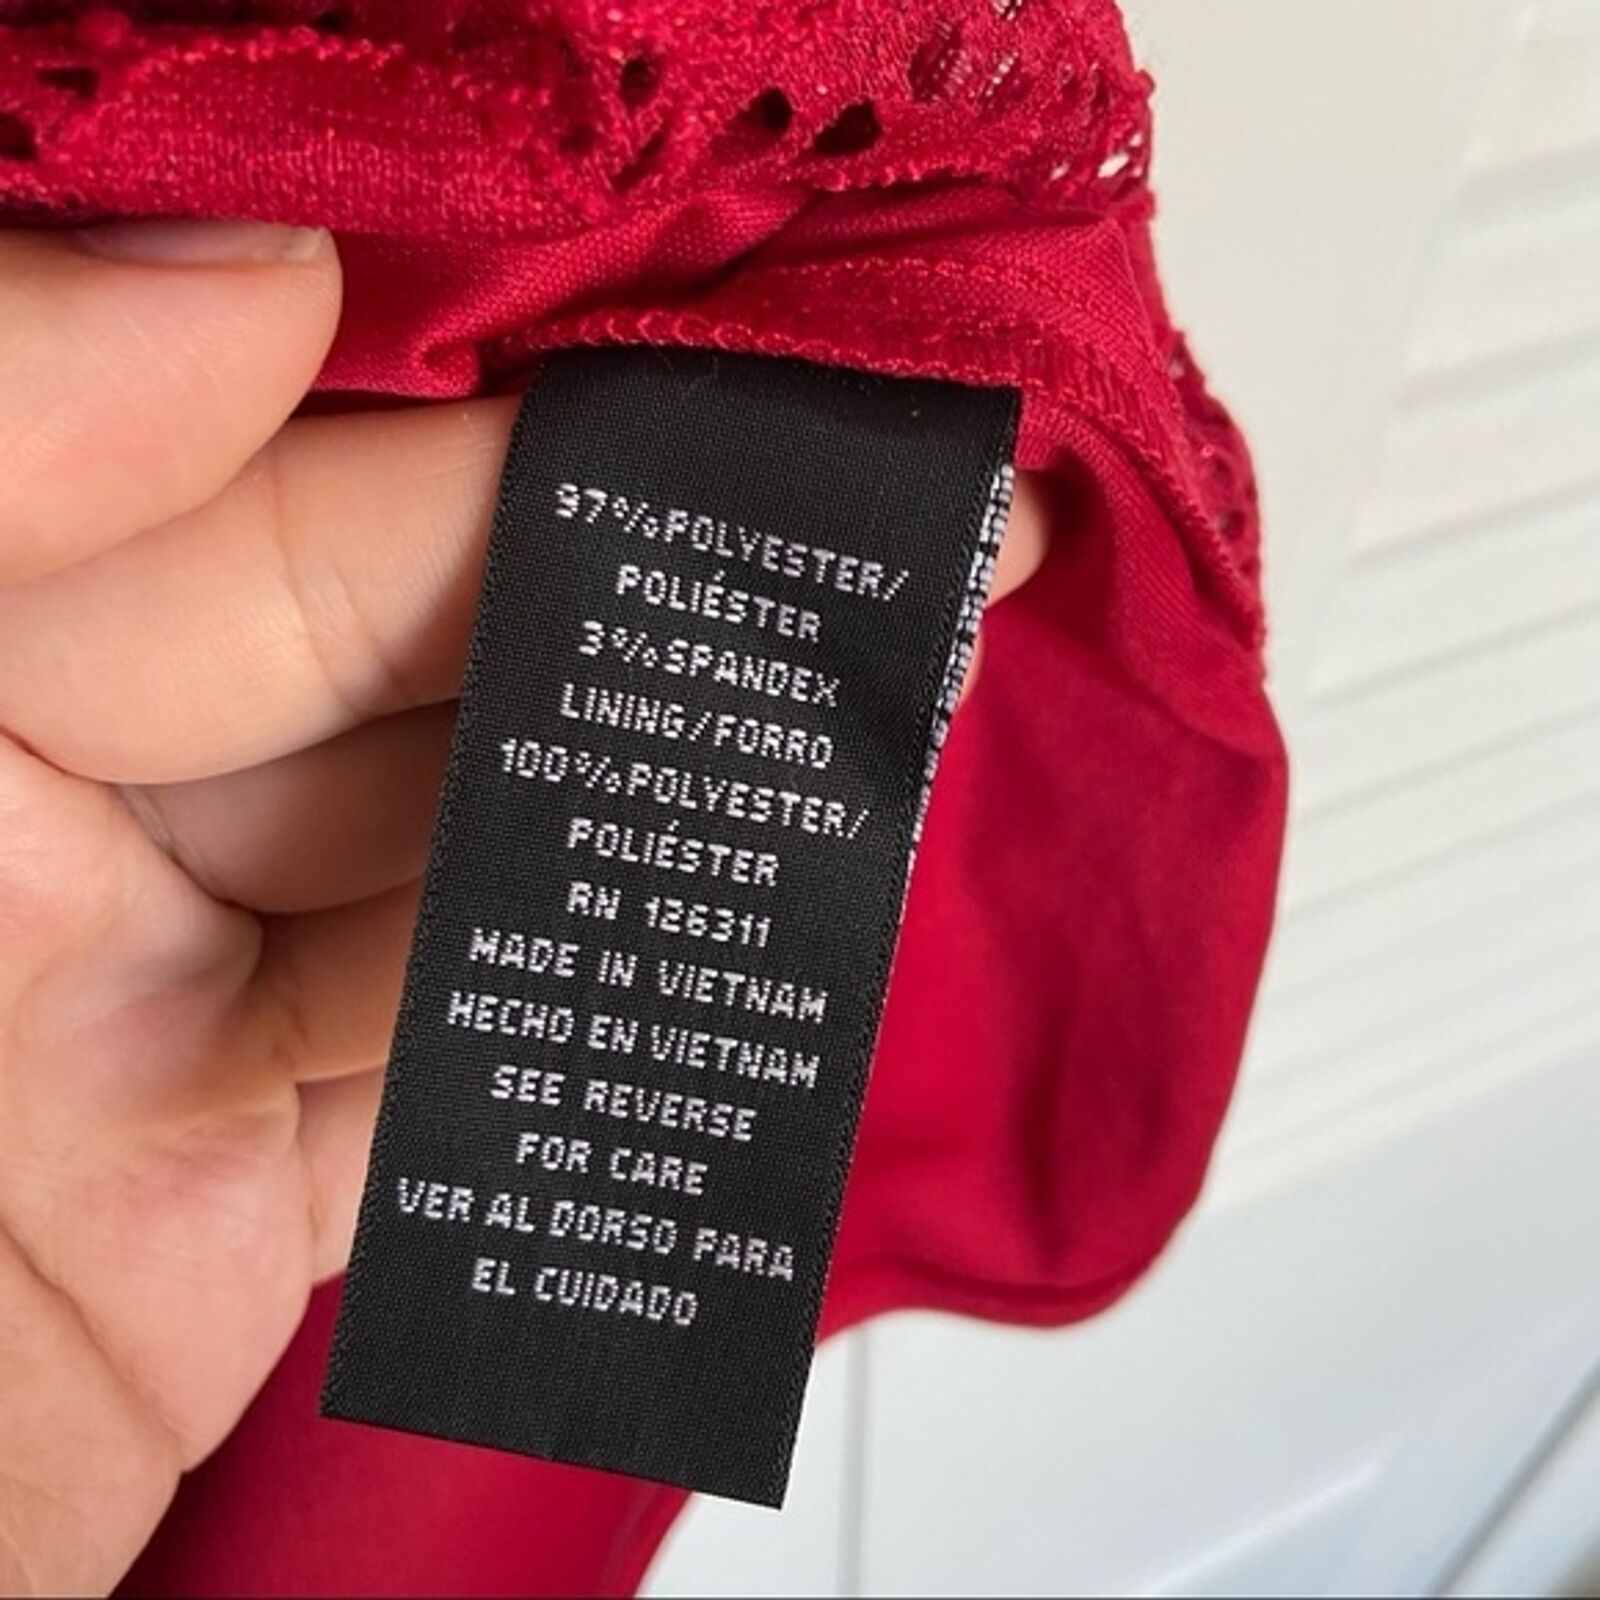 97%POLYESTER/
POLIÉSTER
3%SPANDEX
LINING/FORRO
100%POLYESTER/
POLIÉSTER
RN 126311
MADE IN VIETNAM
HECHO EN VIETNAM
SEE REVERSE
FOR CARE
VER AL DORSO PARA
EL CUIDADO